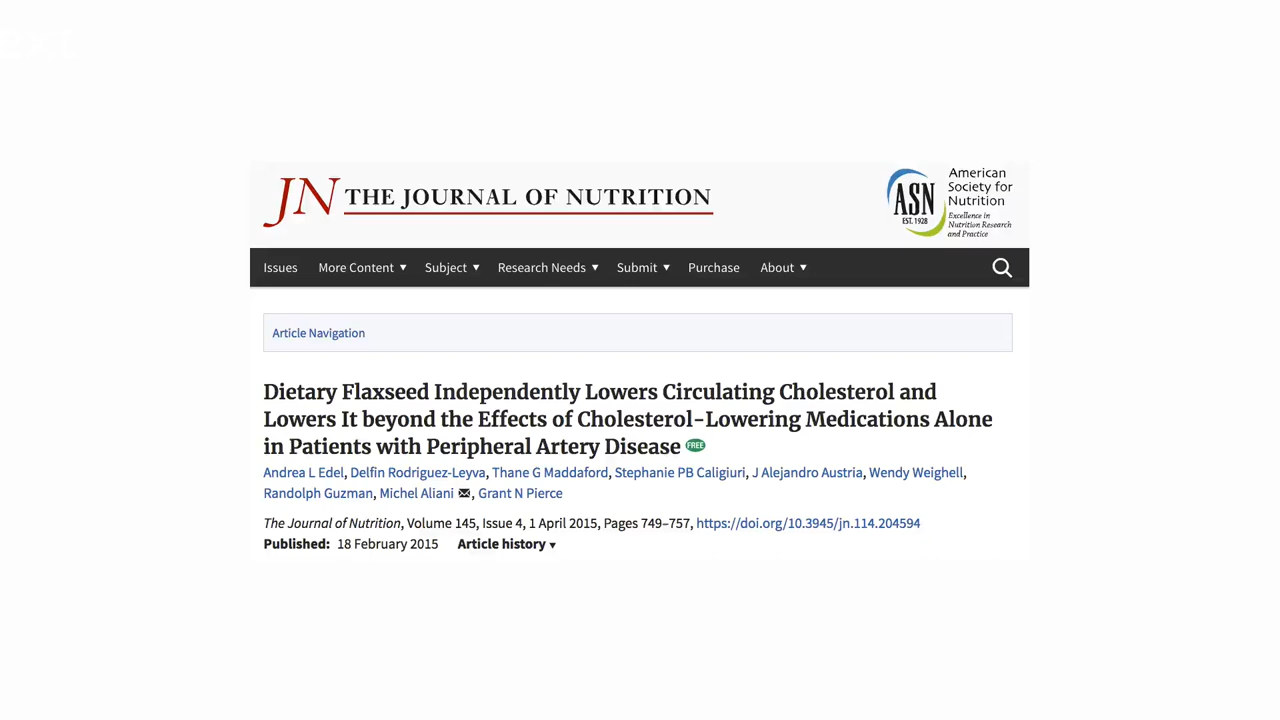 JN THE JOURNAL OF NUTRITION
ASN
EST. 1928
American
Society for
Nutrition
Excellence in
Nutrition Research
and Practice
Issues More Content ▼ Subject ▼ Research Needs ▼ Submit ▼ Purchase About ▼
Article Navigation
Dietary Flaxseed Independently Lowers Circulating Cholesterol and
Lowers It beyond the Effects of Cholesterol-Lowering Medications Alone
in Patients with Peripheral Artery Disease FREE
Andrea L Edel, Delfin Rodriguez-Leyva, Thane G Maddaford, Stephanie PB Caligiuri, J Alejandro Austria, Wendy Weighell,
Randolph Guzman, Michel Aliani ✉, Grant N Pierce
The Journal of Nutrition, Volume 145, Issue 4, 1 April 2015, Pages 749–757, https://doi.org/10.3945/jn.114.204594
Published: 18 February 2015 Article history ▾